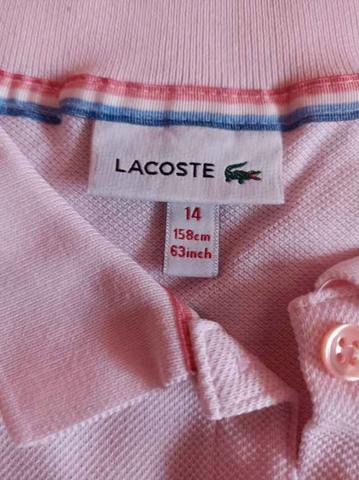 LACOSTE
14
158cm
63inch